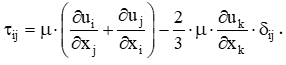 τij = μ·(∂ui/∂xj + ∂uj/∂xi) − 2/3·μ·∂uk/∂xk·δij.